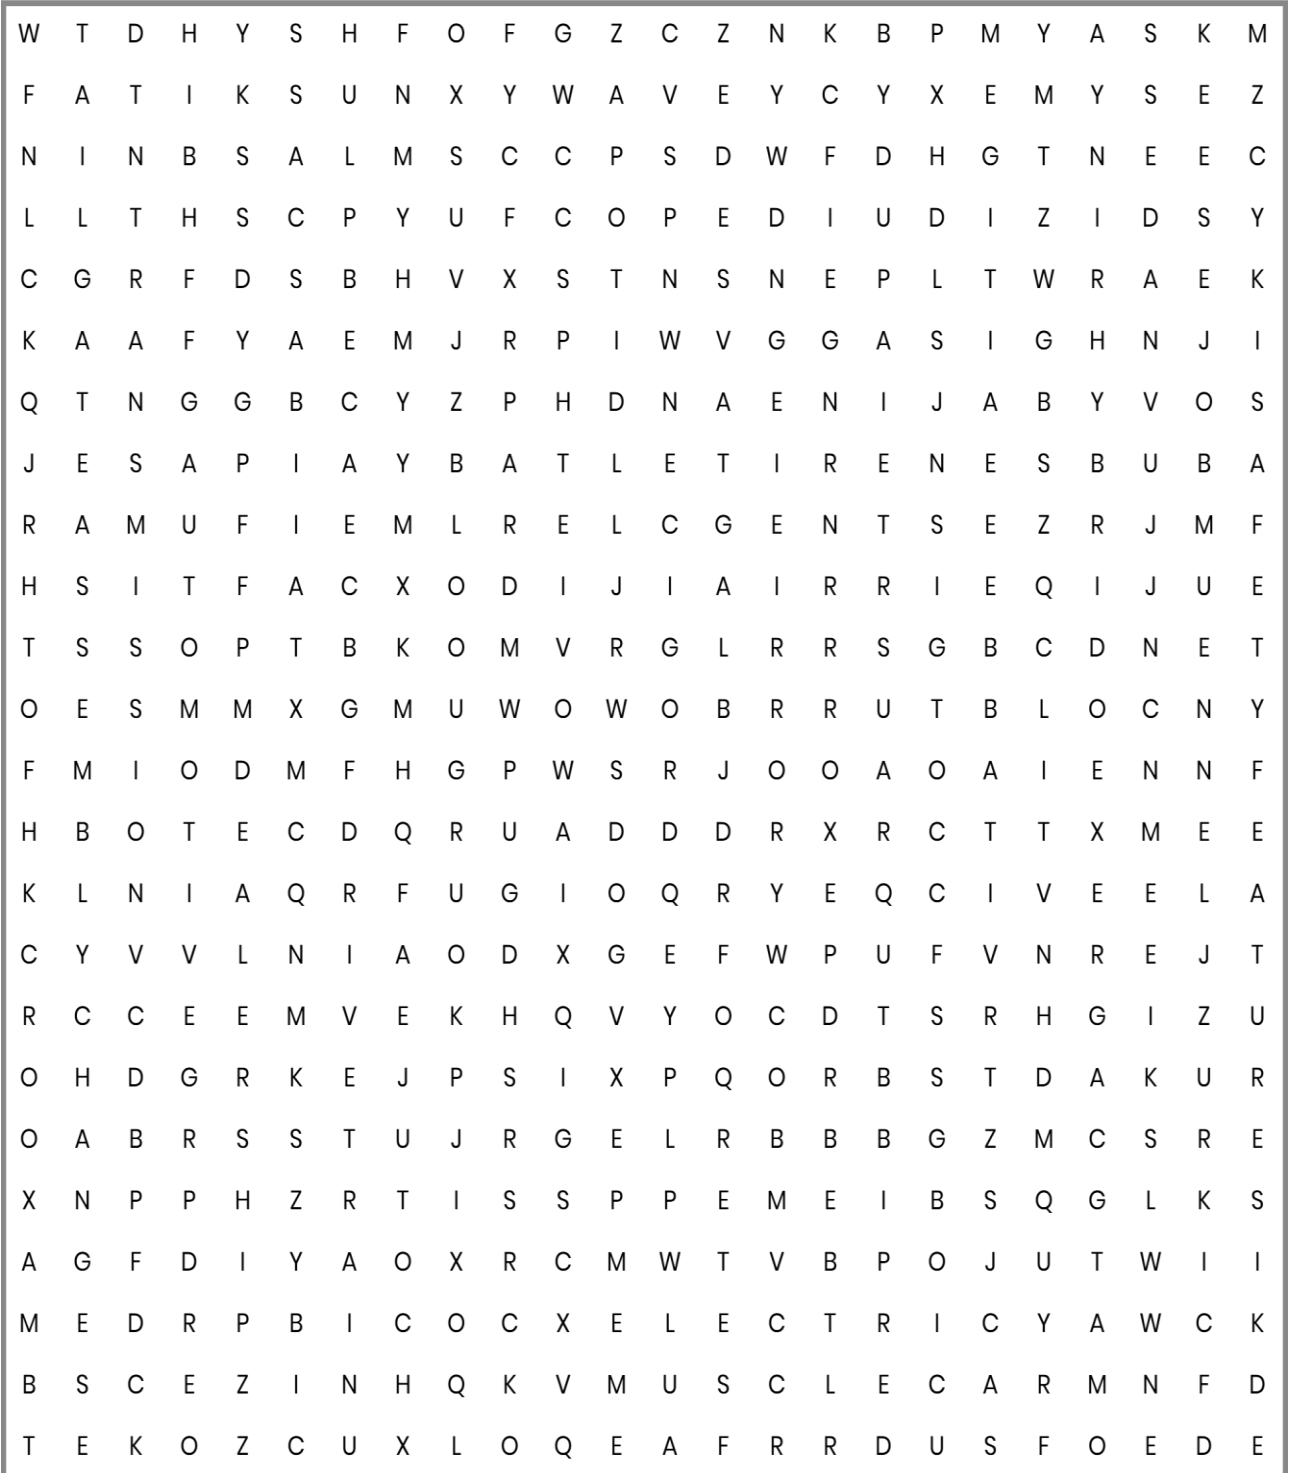 W T D H Y S H F O F G Z C Z N K B P M Y A S K M
F A T I K S U N X Y W A V E Y C Y X E M Y S E Z
N I N B S A L M S C C P S D W F D H G T N E E C
L L T H S C P Y U F C O P E D I U D I Z I D S Y
C G R F D S B H V X S T N S N E P L T W R A E K
K A A F Y A E M J R P I W V G G A S I G H N J I
Q T N G G B C Y Z P H D N A E N I J A B Y V O S
J E S A P I A Y B A T L E T I R E N E S B U B A
R A M U F I E M L R E L C G E N T S E Z R J M F
H S I T F A C X O D I J I A I R R I E Q I J U E
T S S O P T B K O M V R G L R R S G B C D N E T
O E S M M X G M U W O W O B R R U T B L O C N Y
F M I O D M F H G P W S R J O O A O A I E N N F
H B O T E C D Q R U A D D D R X R C T T X M E E
K L N I A Q R F U G I O Q R Y E Q C I V E E L A
C Y V V L N I A O D X G E F W P U F V N R E J T
R C C E E M V E K H Q V Y O C D T S R H G I Z U
O H D G R K E J P S I X P Q O R B S T D A K U R
O A B R S S T U J R G E L R B B B G Z M C S R E
X N P P H Z R T I S S P P E M E I B S Q G L K S
A G F D I Y A O X R C M W T V B P O J U T W I I
M E D R P B I C O C X E L E C T R I C Y A W C K
B S C E Z I N H Q K V M U S C L E C A R M N F D
T E K O Z C U X L O Q E A F R R D U S F O E D E